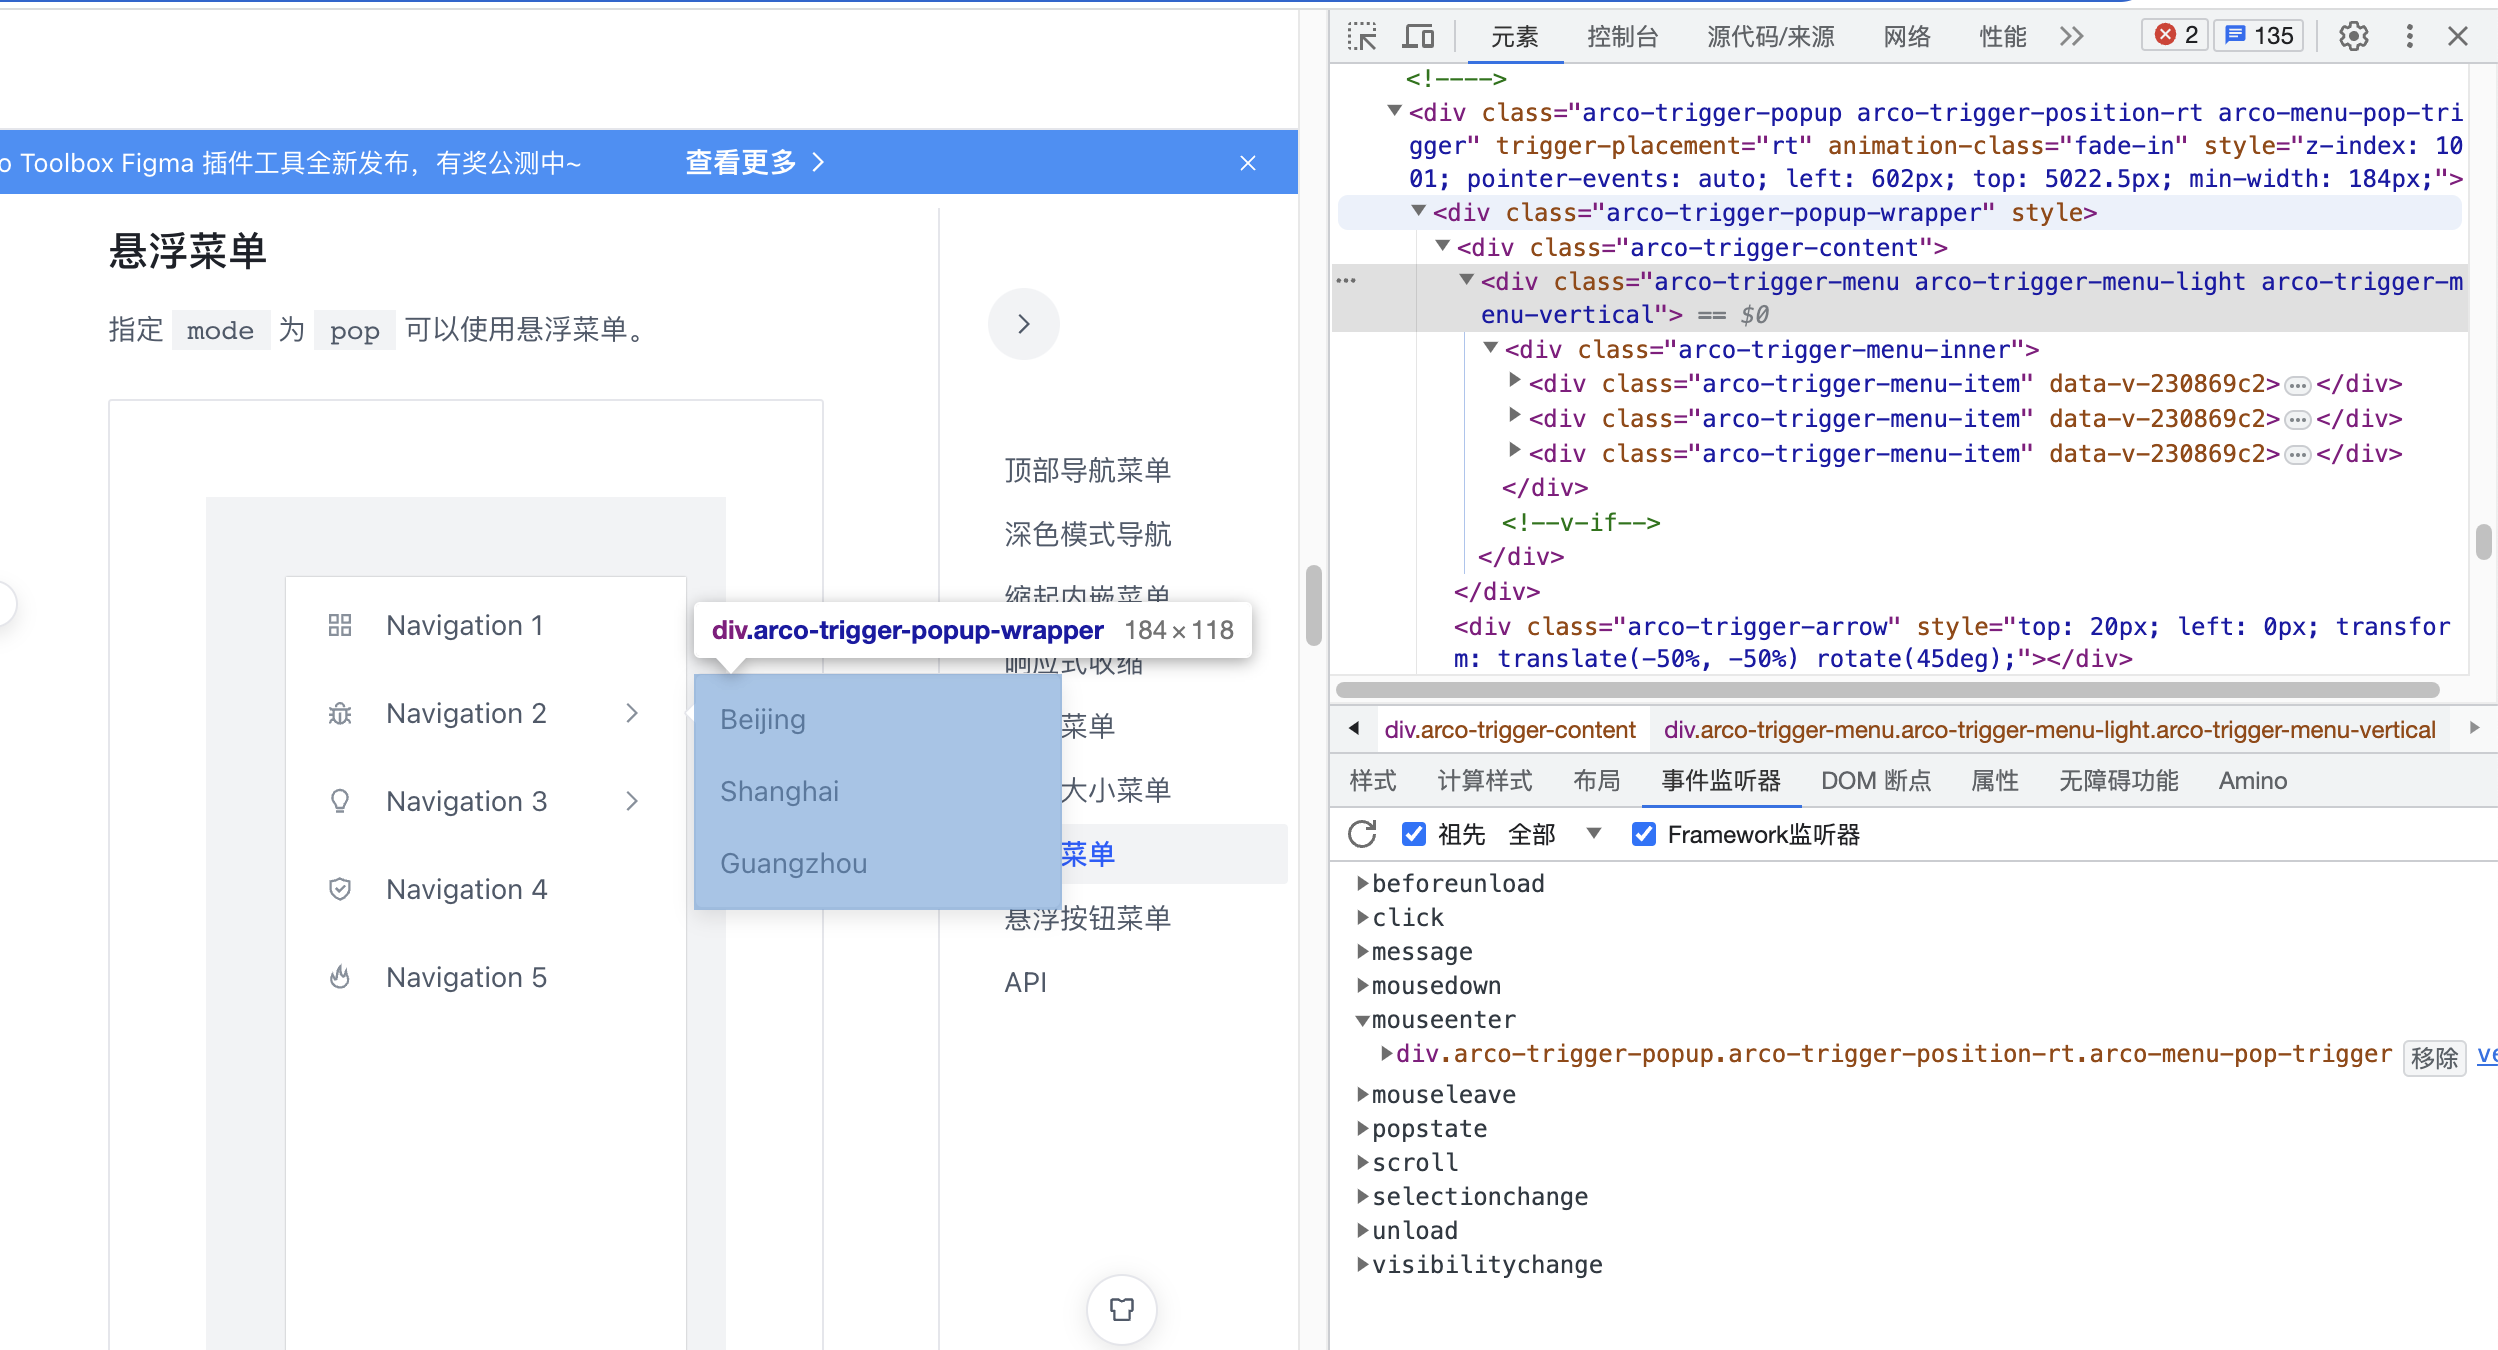 o Toolbox Figma 插件工具全新发布，有奖公测中~ 查看更多
悬浮菜单
指定 mode 为 pop 可以使用悬浮菜单。
Navigation 1
Navigation 2
Navigation 3
Navigation 4
Navigation 5
div.arco-trigger-popup-wrapper 184×118
Beijing
Shanghai
Guangzhou
顶部导航菜单
深色模式导航
缩起内嵌菜单
响应式收缩
菜单
大小菜单
菜单
悬浮按钮菜单
API
元素 控制台 源代码/来源 网络 性能 2 135
<!---->
<div class="arco-trigger-popup arco-trigger-position-rt arco-menu-pop-tri
gger" trigger-placement="rt" animation-class="fade-in" style="z-index: 10
01; pointer-events: auto; left: 602px; top: 5022.5px; min-width: 184px;">
<div class="arco-trigger-popup-wrapper" style>
<div class="arco-trigger-content">
<div class="arco-trigger-menu arco-trigger-menu-light arco-trigger-m
enu-vertical"> == $0
<div class="arco-trigger-menu-inner">
<div class="arco-trigger-menu-item" data-v-230869c2>…</div>
<div class="arco-trigger-menu-item" data-v-230869c2>…</div>
<div class="arco-trigger-menu-item" data-v-230869c2>…</div>
</div>
<!--v-if-->
</div>
</div>
<div class="arco-trigger-arrow" style="top: 20px; left: 0px; transfor
m: translate(-50%, -50%) rotate(45deg);"></div>
div.arco-trigger-content div.arco-trigger-menu.arco-trigger-menu-light.arco-trigger-menu-vertical
样式 计算样式 布局 事件监听器 DOM 断点 属性 无障碍功能 Amino
祖先 全部 Framework监听器
beforeunload
click
message
mousedown
mouseenter
div.arco-trigger-popup.arco-trigger-position-rt.arco-menu-pop-trigger 移除 ve
mouseleave
popstate
scroll
selectionchange
unload
visibilitychange